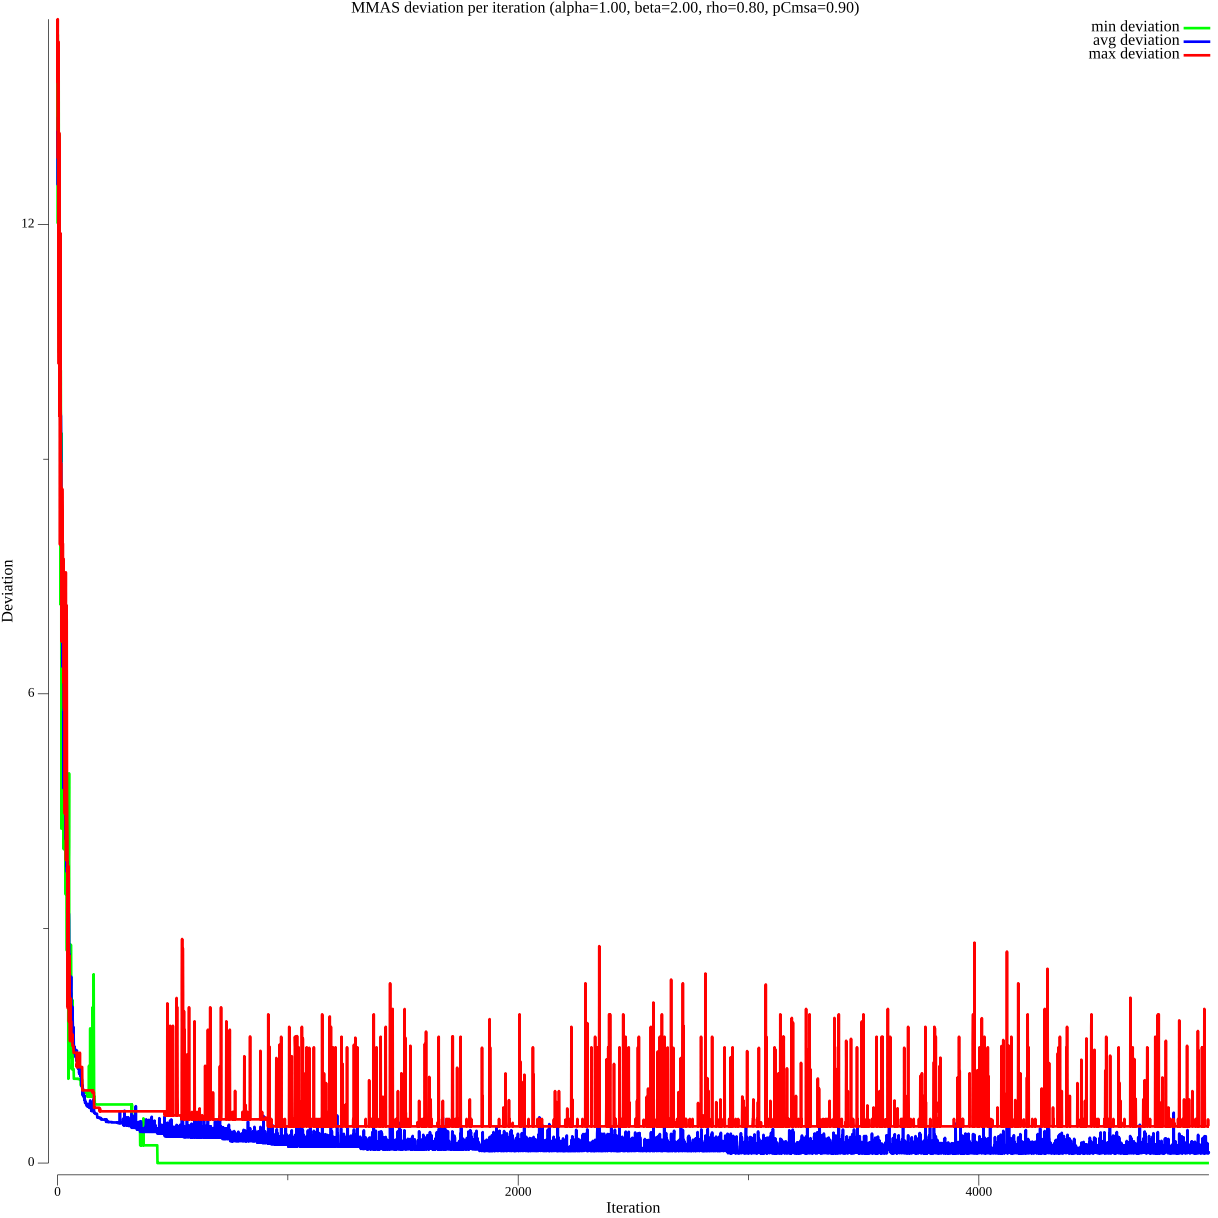 MMAS deviation per iteration (alpha=1.00, beta=2.00, rho=0.80, pCmsa=0.90)
min deviation
avg deviation
max deviation
12
6
0
Deviation
0
2000
4000
Iteration